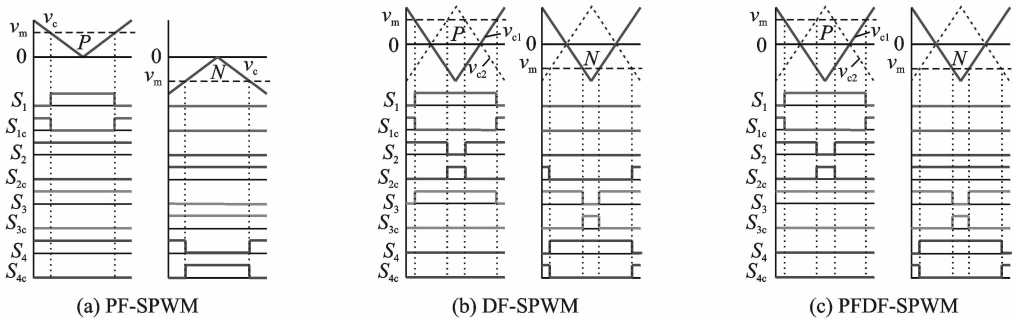 v_m v_c P
0
0
v_m N v_c
S_1
S_1c
S_2
S_2c
S_3
S_3c
S_4
S_4c
(a) PF-SPWM
v_m P v_c1
0
v_c2
v_m N
S_1
S_1c
S_2
S_2c
S_3
S_3c
S_4
S_4c
(b) DF-SPWM
v_m P v_c1
0
v_c2
v_m N
S_1
S_1c
S_2
S_2c
S_3
S_3c
S_4
S_4c
(c) PFDF-SPWM